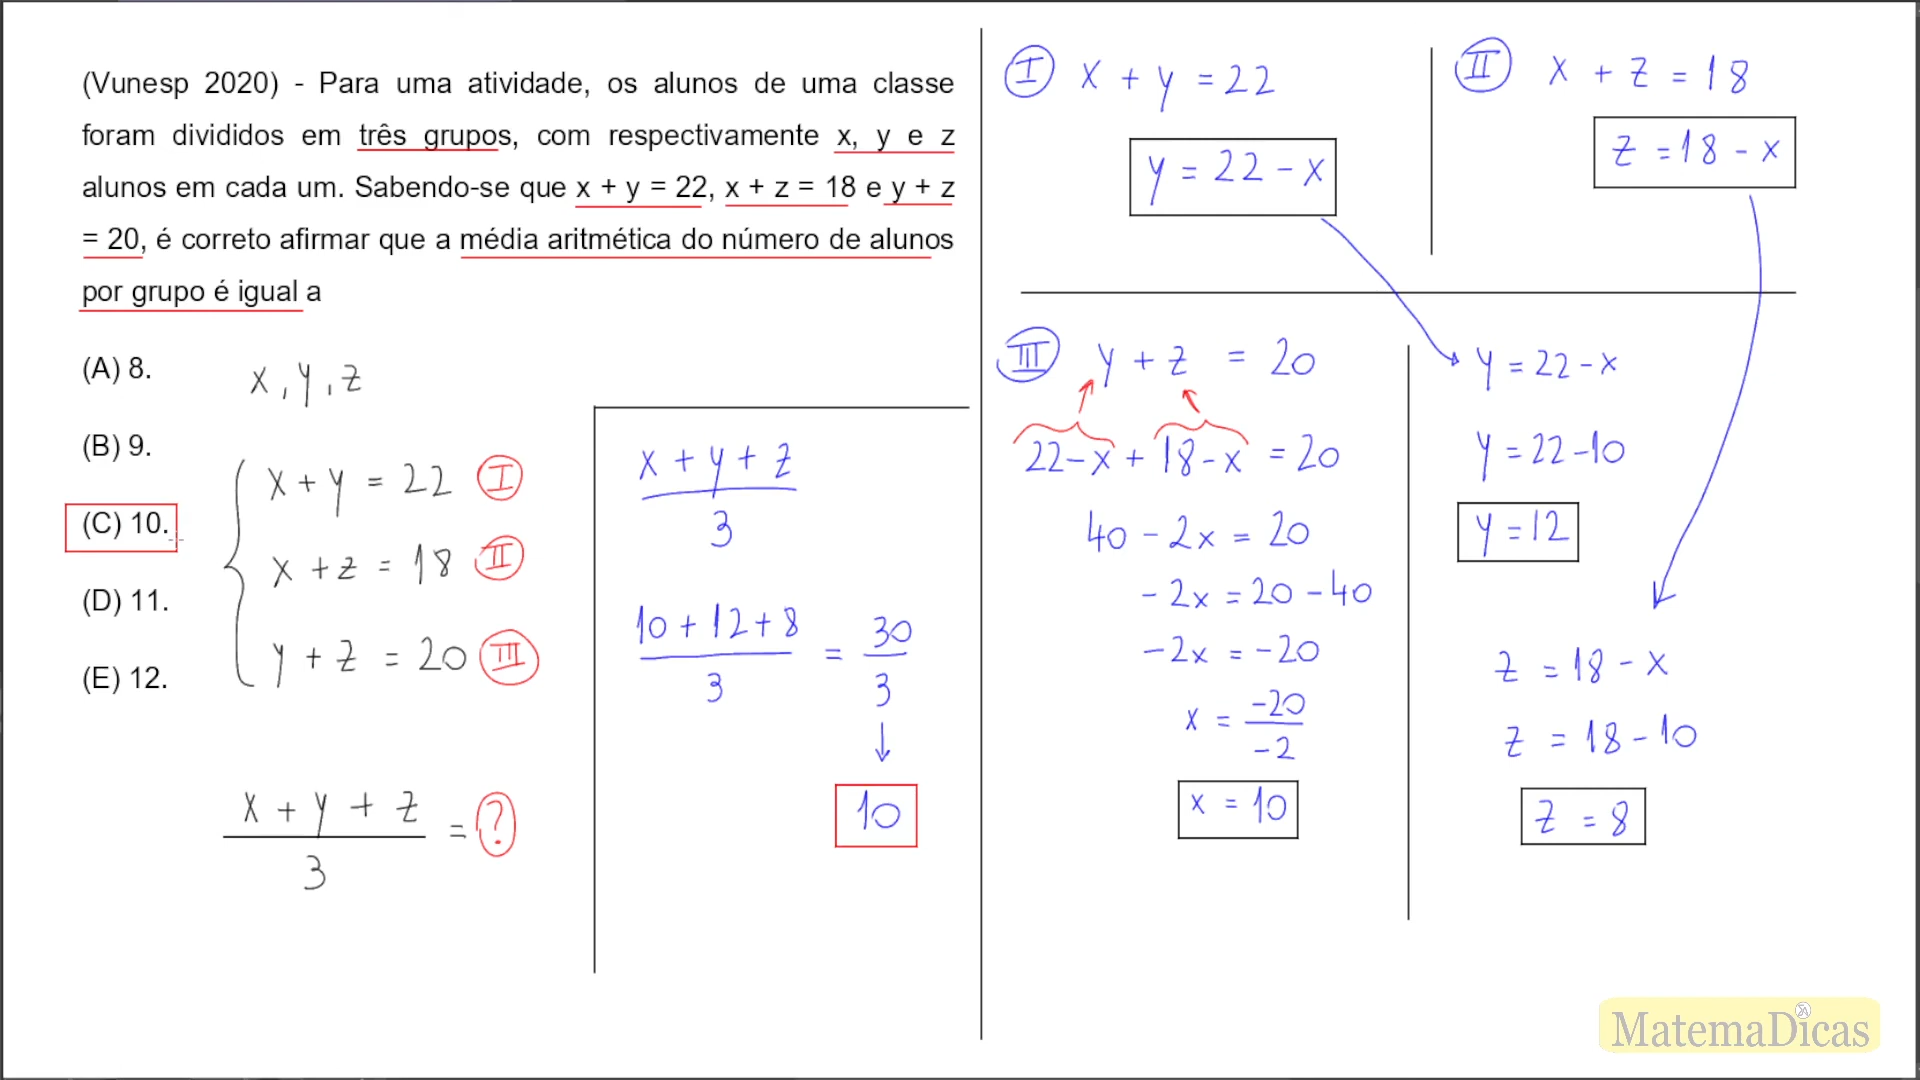 (Vunesp 2020) - Para uma atividade, os alunos de uma classe
foram divididos em três grupos, com respectivamente x, y e z
alunos em cada um. Sabendo-se que x + y = 22, x + z = 18 e y + z
= 20, é correto afirmar que a média aritmética do número de alunos
por grupo é igual a
(A) 8.
(B) 9.
(C) 10.
(D) 11.
(E) 12.
x, y, z
x + y = 22 I
x + z = 18 II
y + z = 20 III
x + y + z
= ?
3
x + y + z
3
10 + 12 + 8
=
30
3
3
10
I x + y = 22
y = 22 - x
II x + z = 18
z = 18 - x
III y + z = 20
22 - x + 18 - x = 20
40 - 2x = 20
- 2x = 20 - 40
- 2x = -20
x = -20
-2
x = 10
y = 22 - x
y = 22 - 10
y = 12
z = 18 - x
z = 18 - 10
z = 8
MatemaDicas